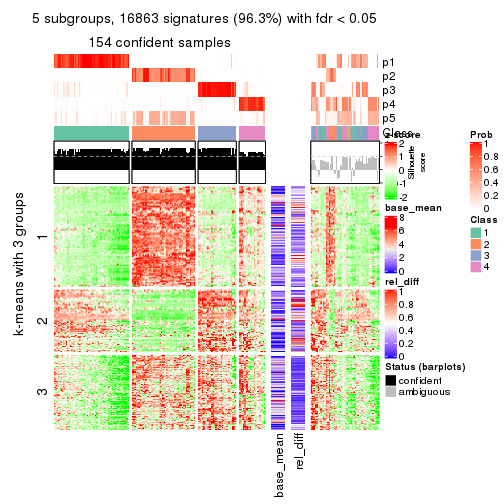 5 subgroups, 16863 signatures (96.3%) with fdr < 0.05
154 confident samples
p1
p2
p3
p4
p5
Class
Silhouette
score
k-means with 3 groups
1
2
3
base_mean
rel_diff
z-score
2
1
0
-1
-2
base_mean
8
6
4
2
0
rel_diff
1
0.8
0.6
0.4
0.2
0
Status (barplots)
confident
ambiguous
Prob
1
0.8
0.6
0.4
0.2
0
Class
1
2
3
4